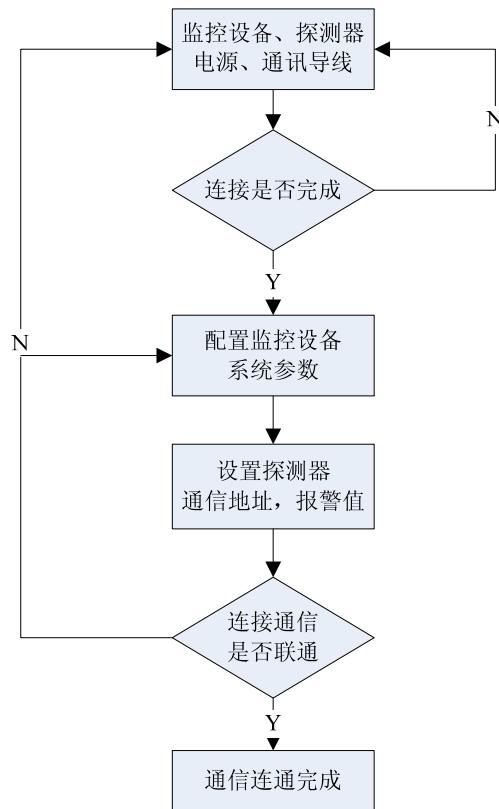 监控设备、探测器
电源、通讯导线
N
连接是否完成
Y
N
配置监控设备
系统参数
设置探测器
通信地址，报警值
连接通信
是否联通
Y
通信连通完成